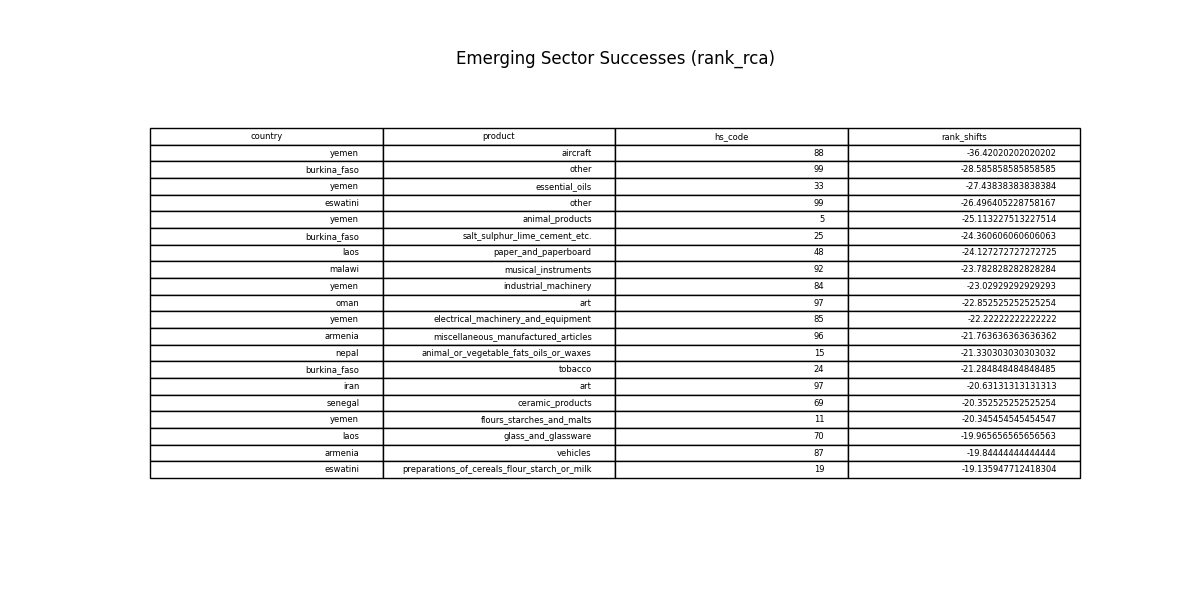 Emerging Sector Successes (rank_rca)
country product hs_code rank_shifts
yemen aircraft 88 -36.42020202020202
burkina_faso other 99 -28.585858585858585
yemen essential_oils 33 -27.43838383838384
eswatini other 99 -26.496405228758167
yemen animal_products 5 -25.113227513227514
burkina_faso salt_sulphur_lime_cement_etc. 25 -24.360606060606063
laos paper_and_paperboard 48 -24.127272727272725
malawi musical_instruments 92 -23.782828282828284
yemen industrial_machinery 84 -23.02929292929293
oman art 97 -22.852525252525254
yemen electrical_machinery_and_equipment 85 -22.22222222222222
armenia miscellaneous_manufactured_articles 96 -21.763636363636362
nepal animal_or_vegetable_fats_oils_or_waxes 15 -21.330303030303032
burkina_faso tobacco 24 -21.284848484848485
iran art 97 -20.63131313131313
senegal ceramic_products 69 -20.352525252525254
yemen flours_starches_and_malts 11 -20.345454545454547
laos glass_and_glassware 70 -19.965656565656563
armenia vehicles 87 -19.84444444444444
eswatini preparations_of_cereals_flour_starch_or_milk 19 -19.135947712418304